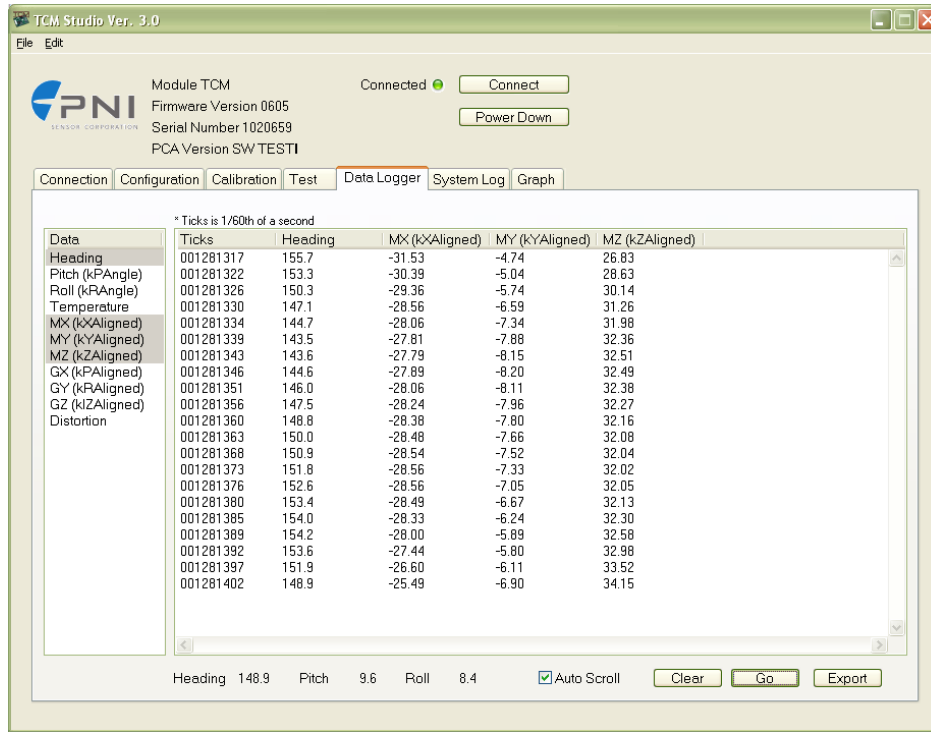 TCM Studio Ver. 3.0
File Edit
PNI
SENSOR CORPORATION
Module TCM
Firmware Version 0605
Serial Number 1020659
PCA Version SW TESTI
Connected
Connect
Power Down
Connection Configuration Calibration Test Data Logger System Log Graph
* Ticks is 1/60th of a second
Data
Heading
Pitch (kPAngle)
Roll (kRAngle)
Temperature
MX (kXAligned)
MY (kYAligned)
MZ (kZAligned)
GX (kPAligned)
GY (kRAligned)
GZ (kIZAligned)
Distortion
Ticks Heading MX (kXAligned) MY (kYAligned) MZ (kZAligned)
001281317 155.7 -31.53 -4.74 26.83
001281322 153.3 -30.39 -5.04 28.63
001281326 150.3 -29.36 -5.74 30.14
001281330 147.1 -28.56 -6.59 31.26
001281334 144.7 -28.06 -7.34 31.98
001281339 143.5 -27.81 -7.88 32.36
001281343 143.6 -27.79 -8.15 32.51
001281346 144.6 -27.89 -8.20 32.49
001281351 146.0 -28.06 -8.11 32.38
001281356 147.5 -28.24 -7.96 32.27
001281360 148.8 -28.38 -7.80 32.16
001281363 150.0 -28.48 -7.66 32.08
001281368 150.9 -28.54 -7.52 32.04
001281373 151.8 -28.56 -7.33 32.02
001281376 152.6 -28.56 -7.05 32.05
001281380 153.4 -28.49 -6.67 32.13
001281385 154.0 -28.33 -6.24 32.30
001281389 154.2 -28.00 -5.89 32.58
001281392 153.6 -27.44 -5.80 32.98
001281397 151.9 -26.60 -6.11 33.52
001281402 148.9 -25.49 -6.90 34.15
Heading 148.9 Pitch 9.6 Roll 8.4 Auto Scroll Clear Go Export